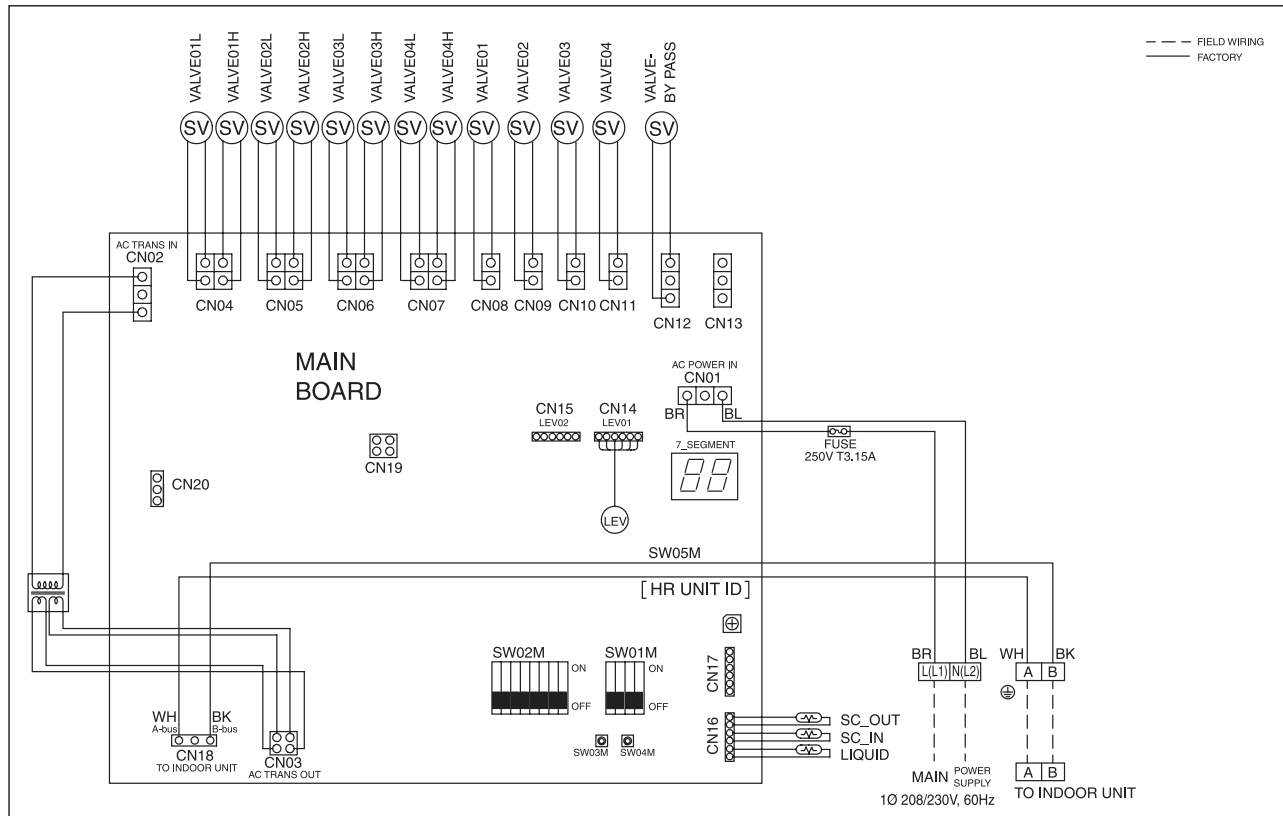 VALVE01L
VALVE01H
VALVE02L
VALVE02H
VALVE03L
VALVE03H
VALVE04L
VALVE04H
VALVE01
VALVE02
VALVE03
VALVE04
VALVE-
BY PASS
FIELD WIRING
FACTORY
SV SV SV SV SV SV SV SV SV SV SV SV SV
AC TRANS IN
CN02
CN04 CN05 CN06 CN07 CN08 CN09 CN10 CN11
CN12 CN13
MAIN
BOARD
AC POWER IN
CN01
BR BL
FUSE
250V T3.15A
CN15
LEV02
CN14
LEV01
7_SEGMENT
88
CN19
CN20
LEV
SW05M
[HR UNIT ID]
SW02M
ON
OFF
SW01M
ON
OFF
SW03M SW04M
CN17
CN16
SC_OUT
SC_IN
LIQUID
WH BK
A-bus B-bus
CN18
TO INDOOR UNIT
CN03
AC TRANS OUT
BR BL WH BK
L(L1) N(L2) A B
MAIN POWER
SUPPLY
1Ø 208/230V, 60Hz
A B
TO INDOOR UNIT